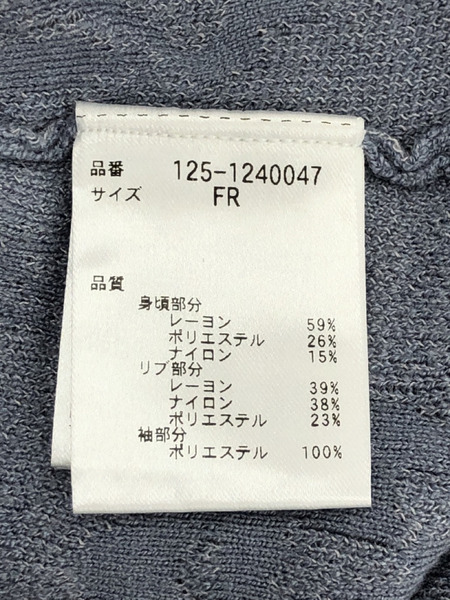 品番 125-1240047
サイズ FR
品質
身頃部分
レーヨン 59%
ポリエステル 26%
ナイロン 15%
リブ部分
レーヨン 39%
ナイロン 38%
ポリエステル 23%
袖部分
ポリエステル 100%